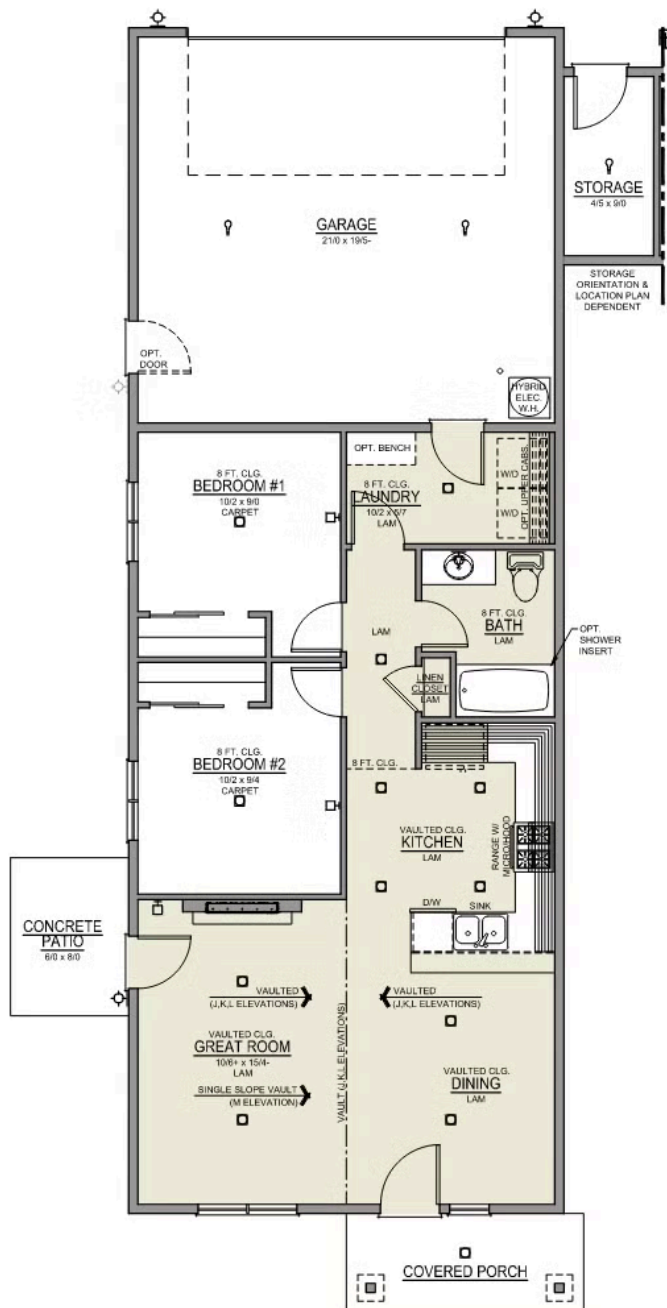 GARAGE
21/0 x 19/5-
STORAGE
4/5 x 9/0
STORAGE
ORIENTATION &
LOCATION PLAN
DEPENDENT
OPT.
DOOR
HYBRID
ELEC.
W.H.
8 FT. CLG.
BEDROOM #1
10/2 x 9/0
CARPET
OPT. BENCH
8 FT. CLG.
LAUNDRY
10/2 x 5/7
LAM
W/D
W/D
OPT. UPPER CABS.
LAM
8 FT. CLG.
BATH
LAM
OPT.
SHOWER
INSERT
LINEN
CLOSET
LAM
8 FT. CLG.
BEDROOM #2
10/2 x 9/4
CARPET
8 FT. CLG.
VAULTED CLG.
KITCHEN
LAM
RANGE W/
MICRO/HOOD
D/W
SINK
CONCRETE
PATIO
6/0 x 8/0
VAULTED
(J,K,L ELEVATIONS)
VAULTED
(J,K,L ELEVATIONS)
VAULTED CLG.
GREAT ROOM
10/6+ x 15/4-
LAM
SINGLE SLOPE VAULT
(M ELEVATION)
VAULT (J,K,L ELEVATIONS)
VAULTED CLG.
DINING
LAM
COVERED PORCH